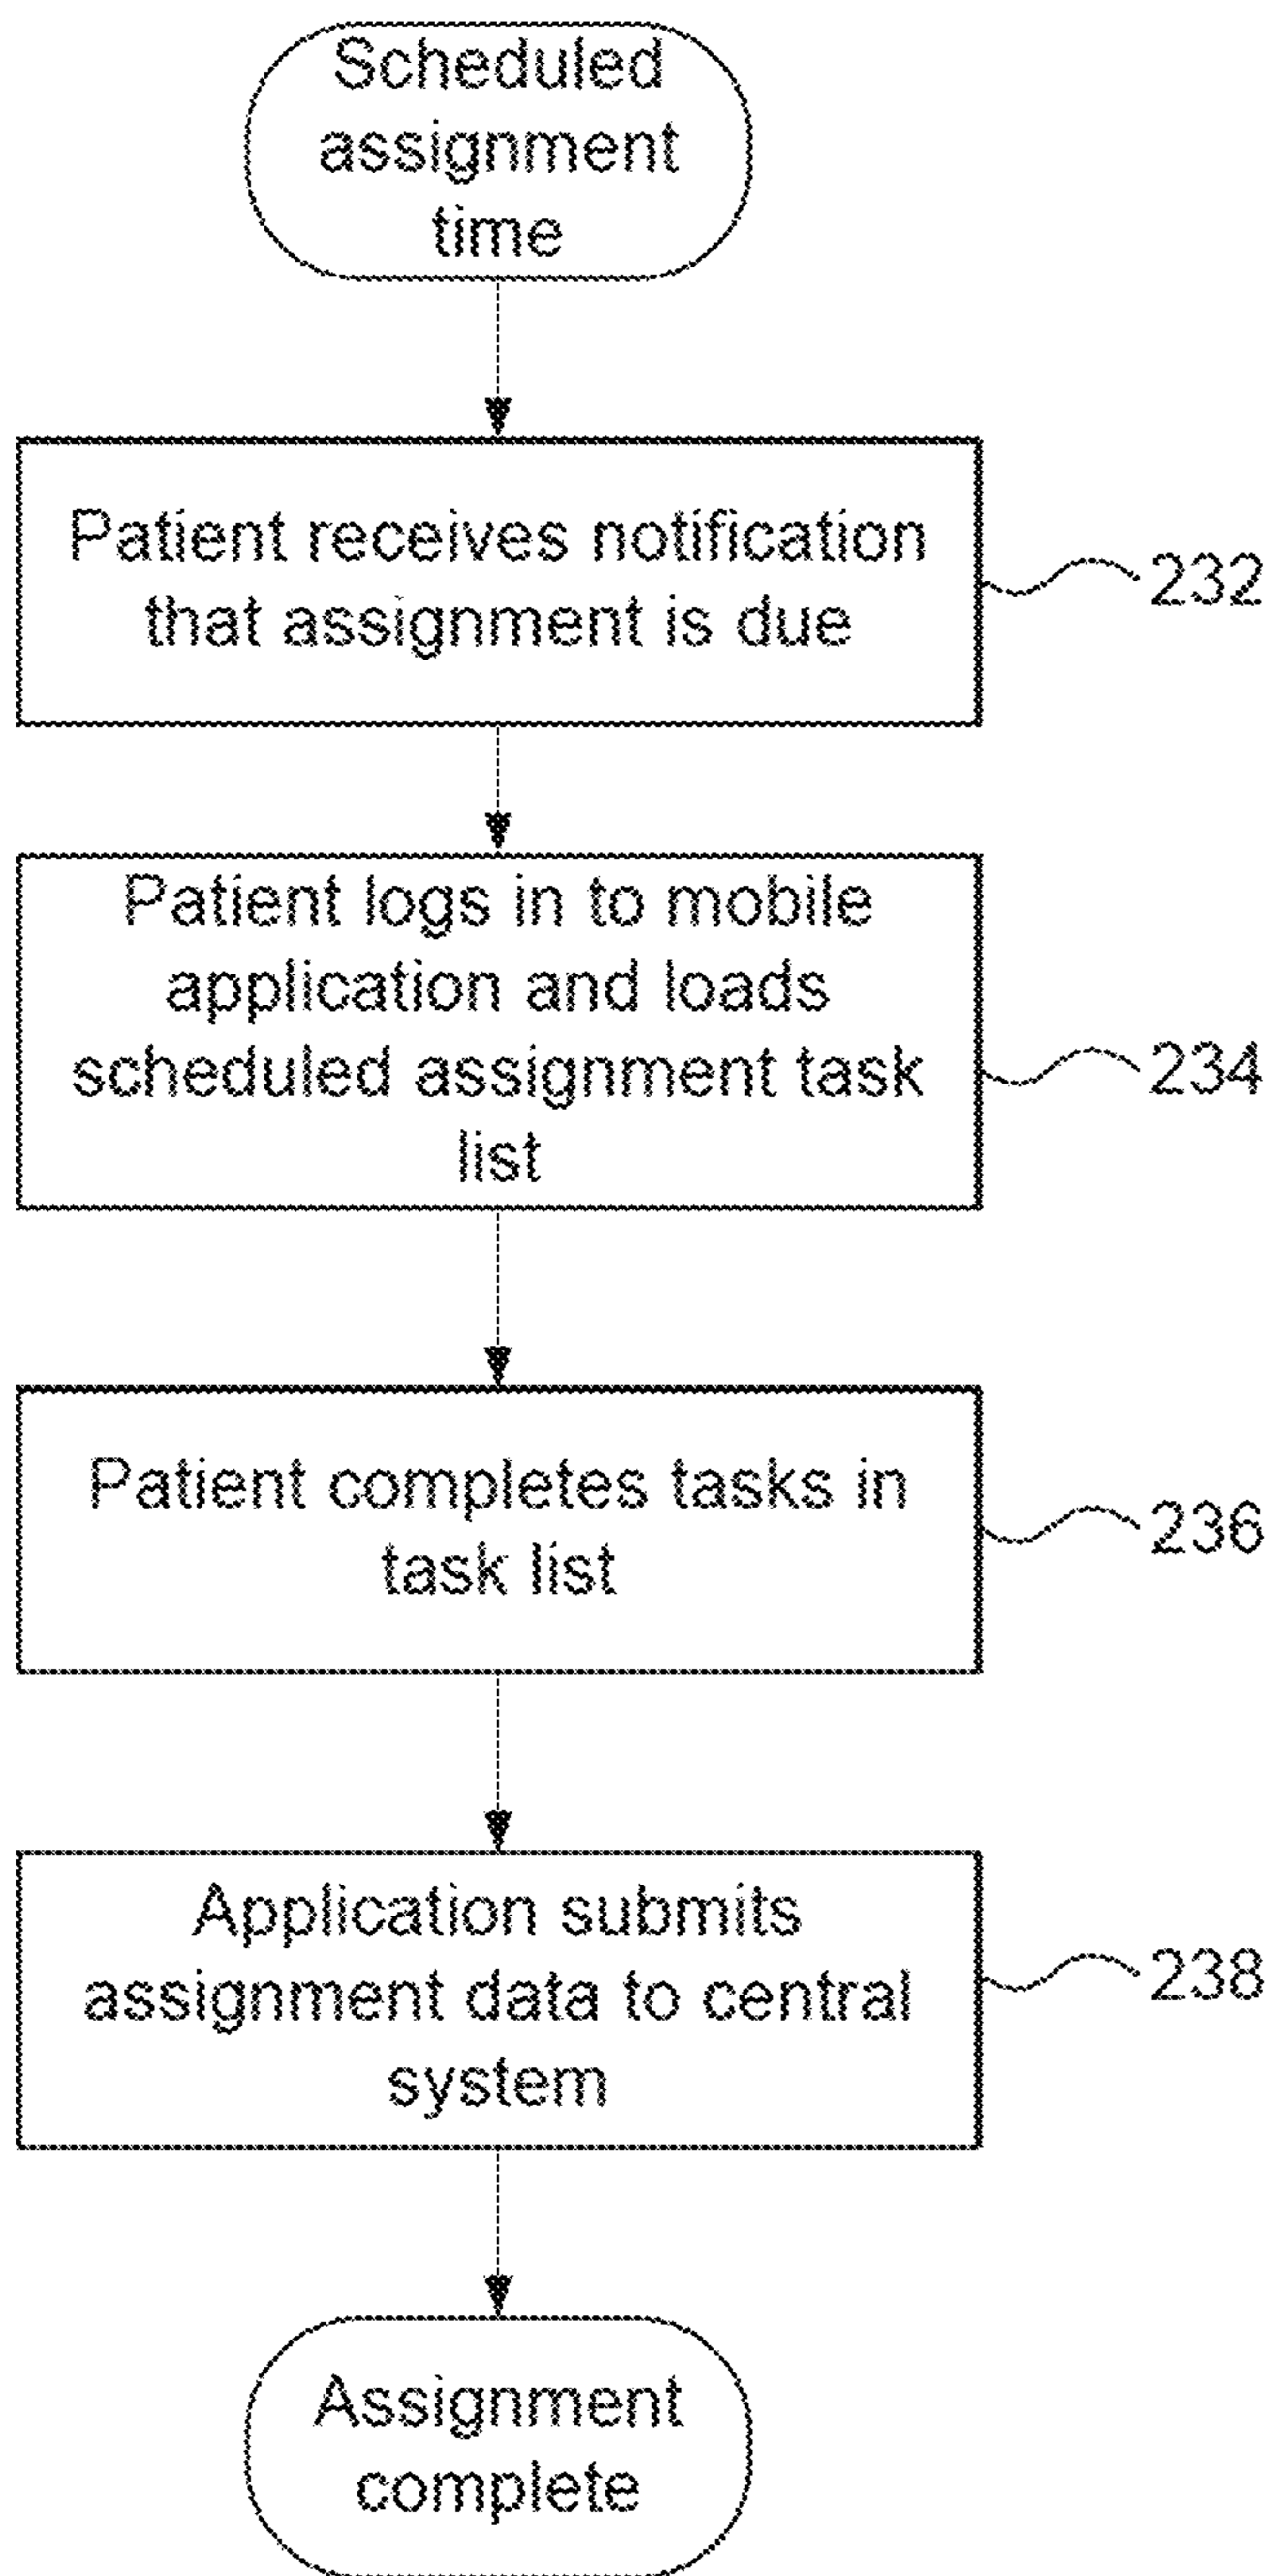 Scheduled
assignment
time
Patient receives notification
that assignment is due
232
Patient logs in to mobile
application and loads
scheduled assignment task
list
234
Patient completes tasks in
task list
236
Application submits
assignment data to central
system
238
Assignment
complete